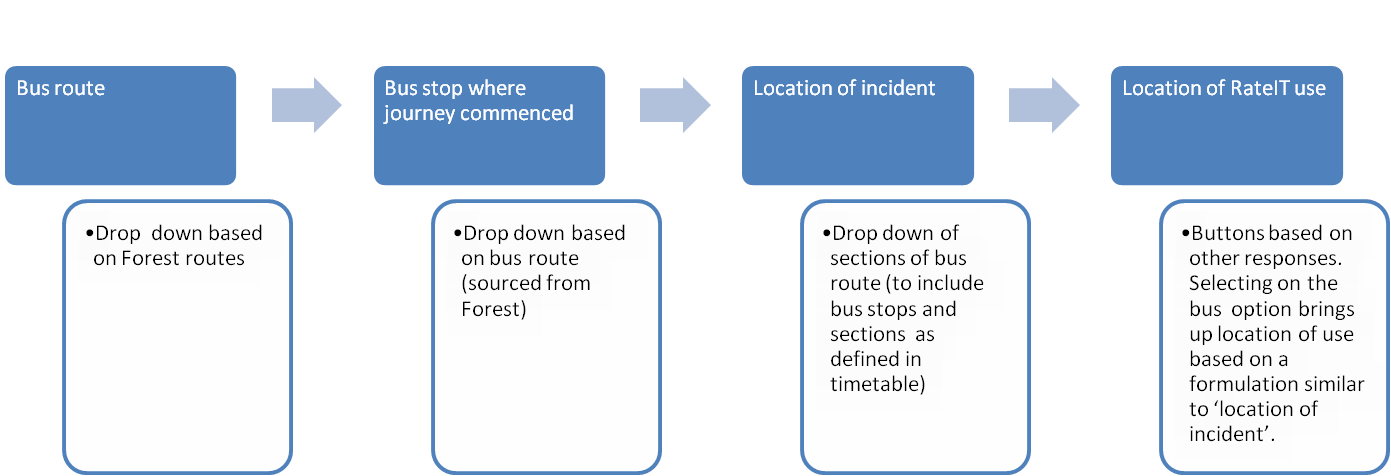 Bus route
•Drop down based
on Forest routes
Bus stop where
journey commenced
•Drop down based
on bus route
(sourced from
Forest)
Location of incident
•Drop down of
sections of bus
route (to include
bus stops and
sections as
defined in
timetable)
Location of RateIT use
•Buttons based on
other responses.
Selecting on the
bus option brings
up location of use
based on a
formulation similar
to ‘location of
incident’.